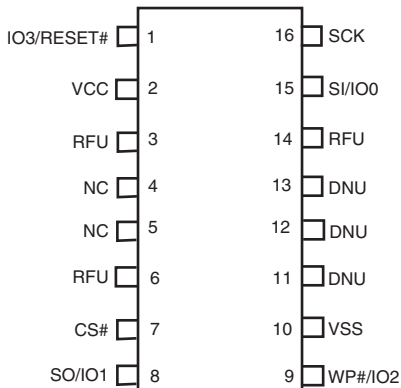 IO3/RESET# 1 16 SCK
VCC 2 15 SI/IO0
RFU 3 14 RFU
NC 4 13 DNU
NC 5 12 DNU
RFU 6 11 DNU
CS# 7 10 VSS
SO/IO1 8 9 WP#/IO2